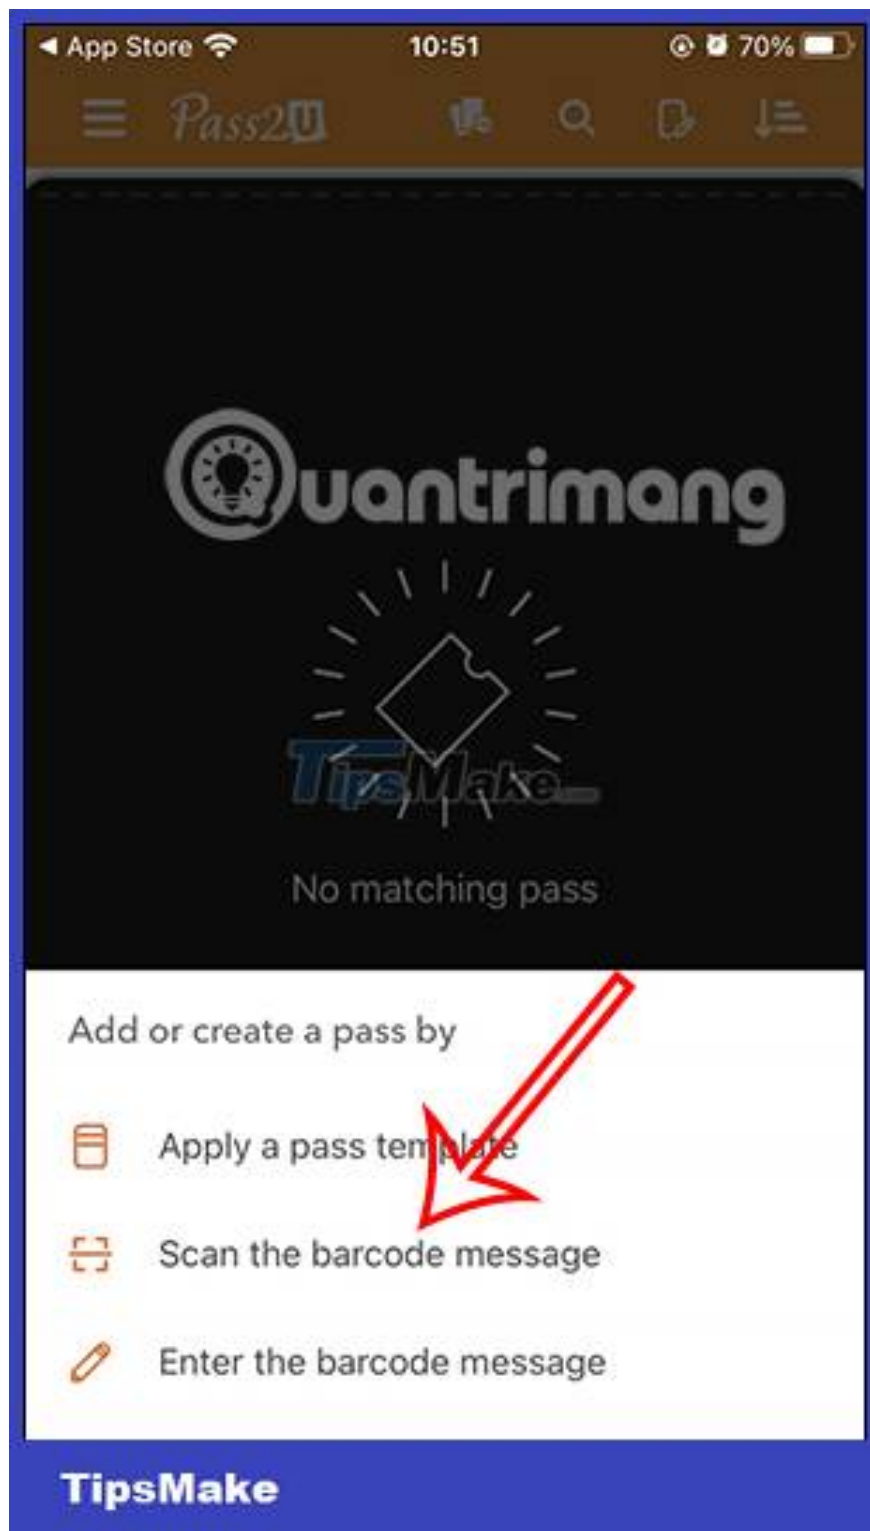 App Store 10:51 70%
Pass2U
Quantrimang
TipsMake.com
No matching pass
Add or create a pass by
Apply a pass template
Scan the barcode message
Enter the barcode message
TipsMake